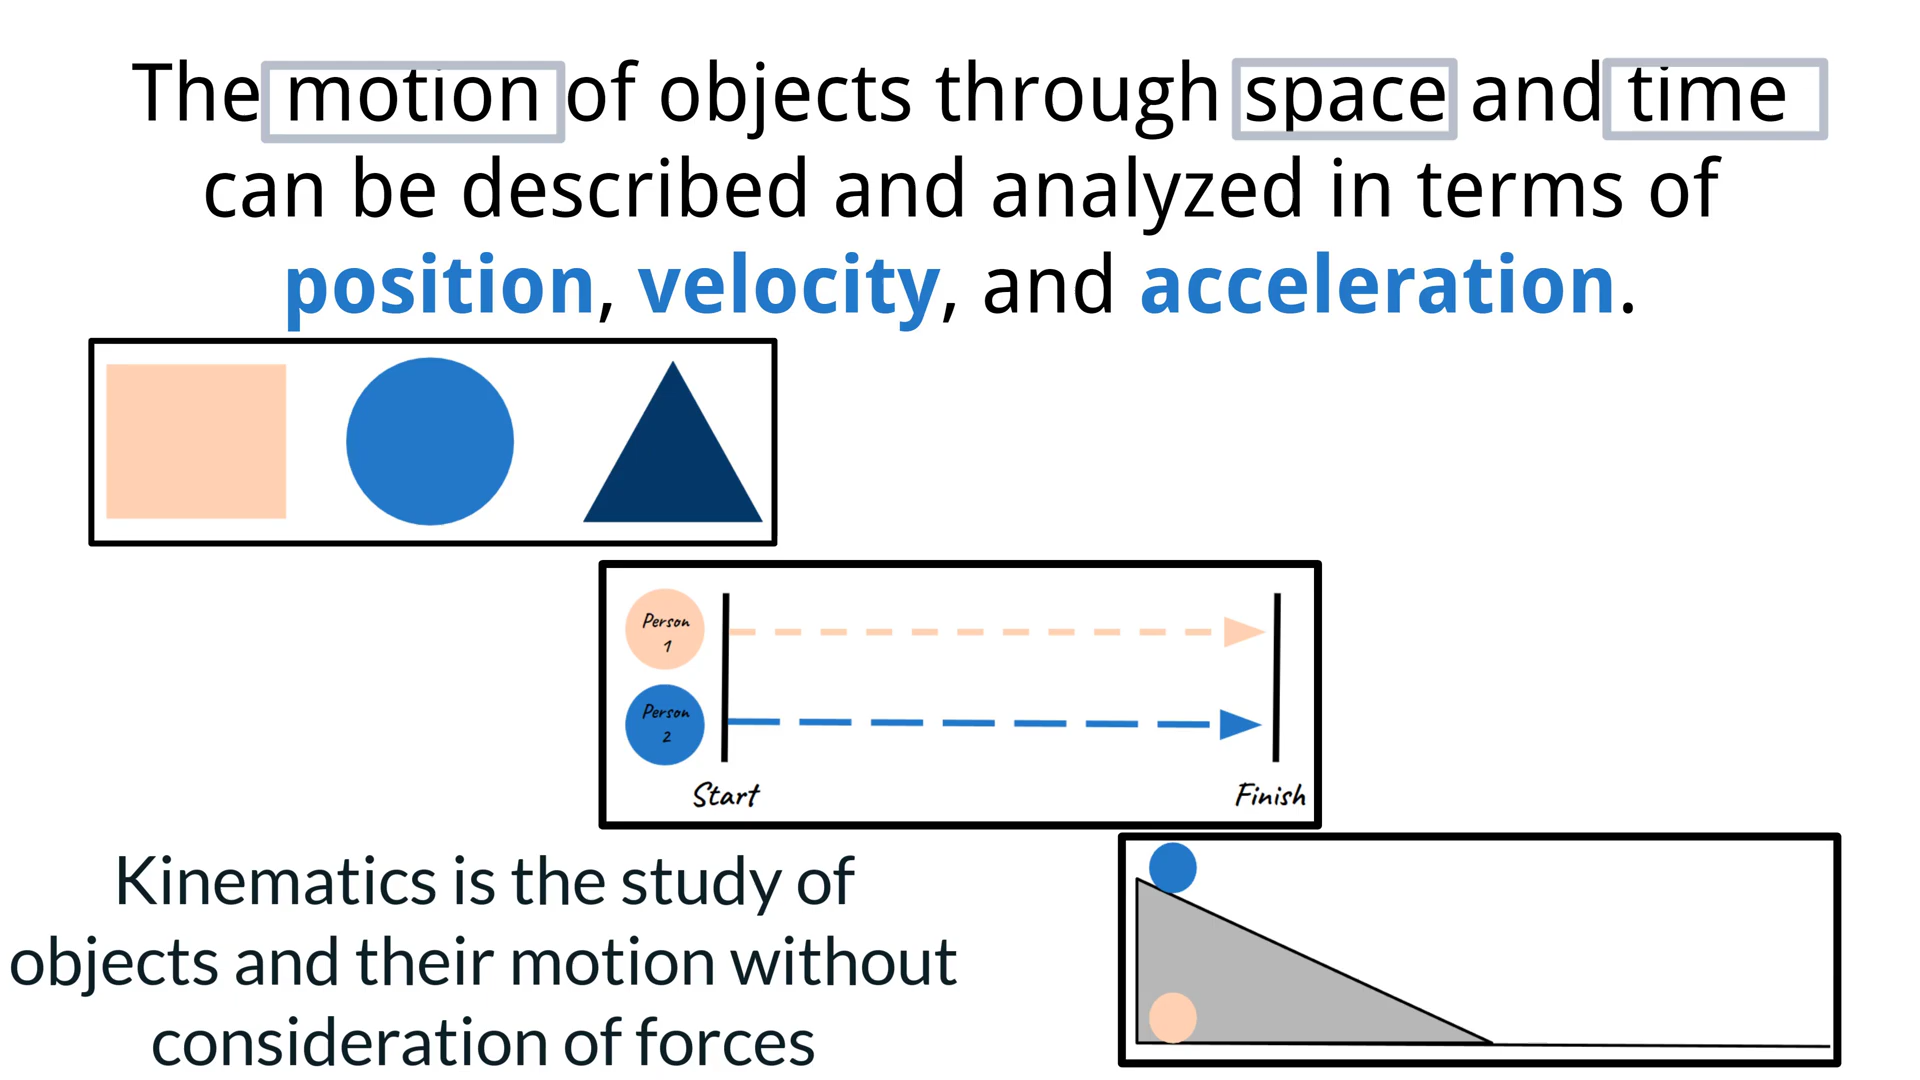 The motion of objects through space and time
can be described and analyzed in terms of
position, velocity, and acceleration.
Person
1
Person
2
Start
Finish
Kinematics is the study of
objects and their motion without
consideration of forces